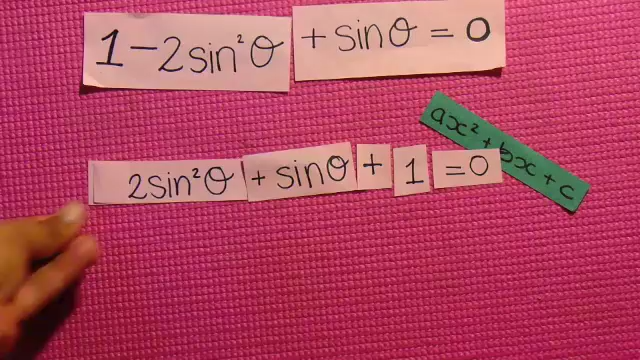 1 - 2sin²θ + sinθ = 0
ax² + bx + c
2sin²θ + sinθ + 1 = 0